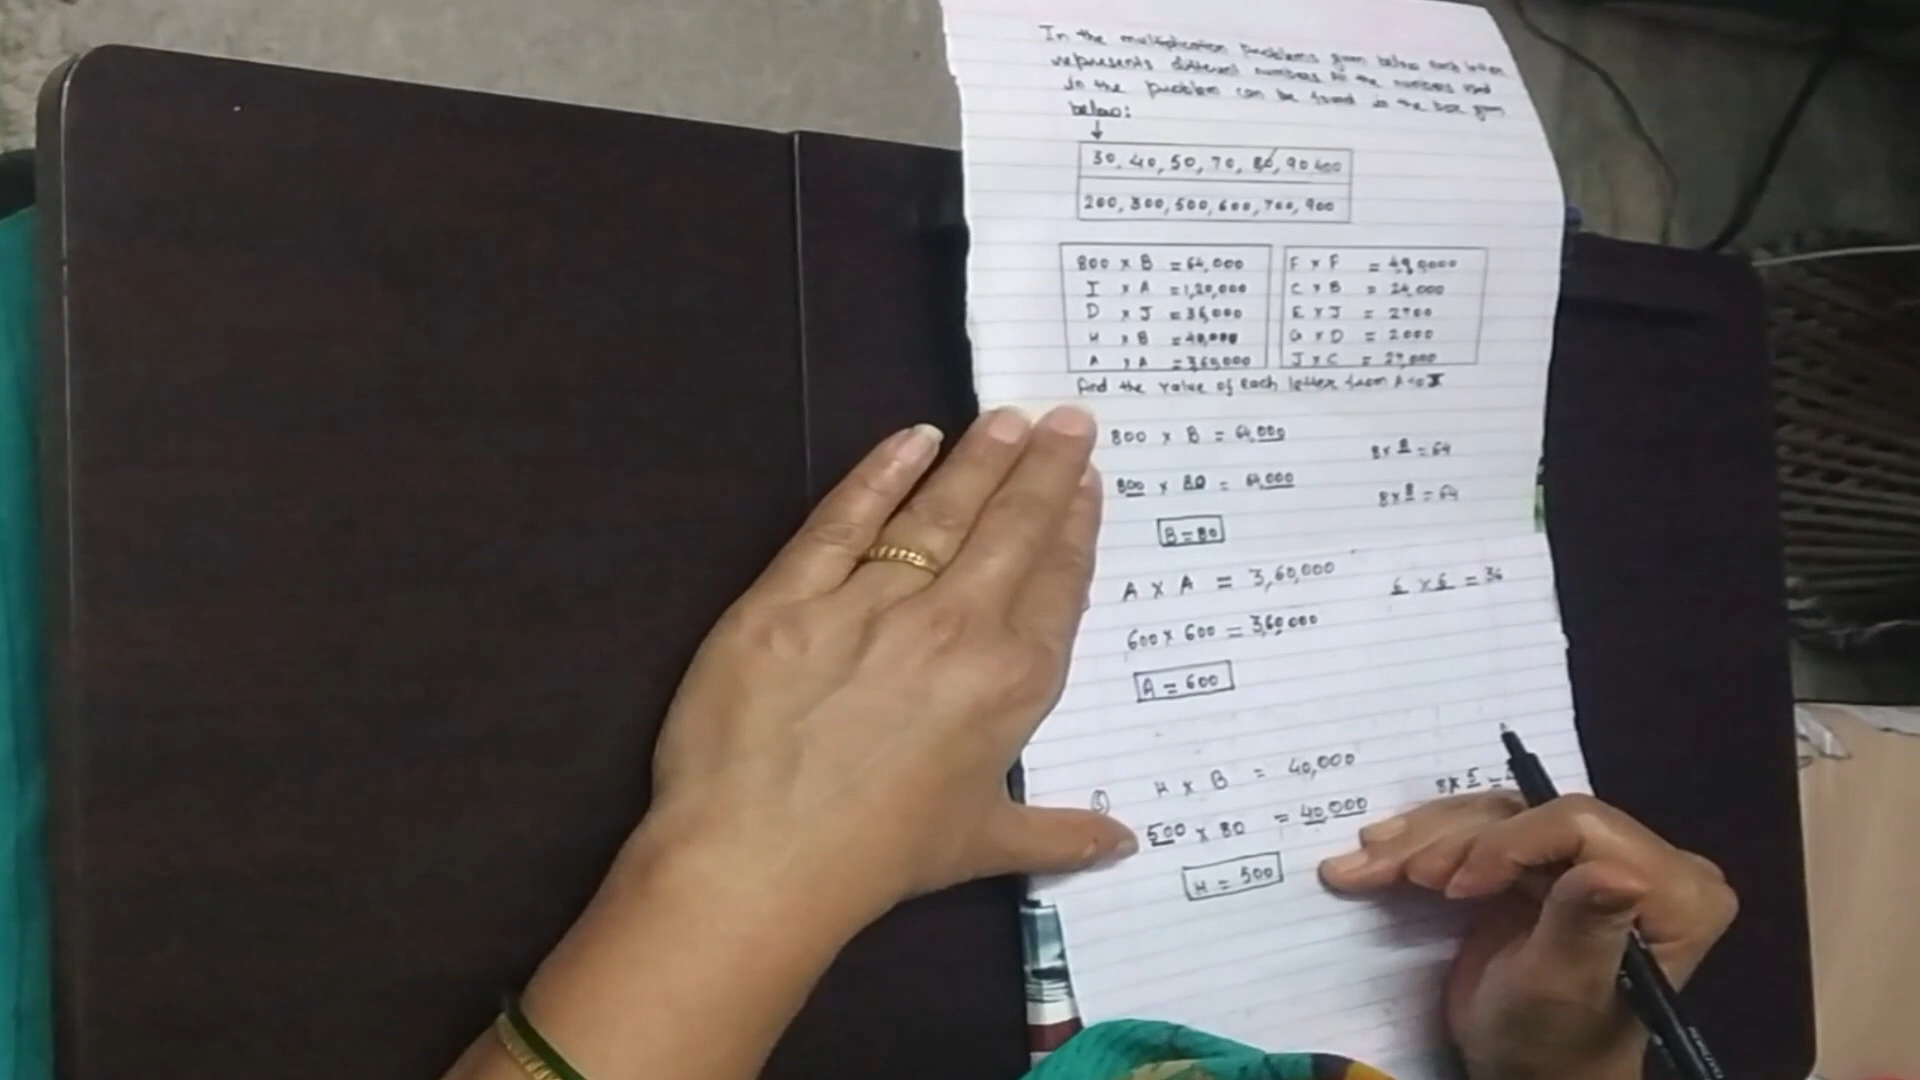 In the multiplication problems given below each letter
represents different numbers. All the numbers used
in the problem can be found in the box given
below:
↓
30, 40, 50, 70, 80, 90 400
200, 300, 500, 600, 700, 900
800 x B = 64,000
I x A = 1,20,000
D x J = 36,000
H x B = 40,000
A x A = 3,60,000
F x F = 4,90000
C x B = 24,000
E x J = 2700
G x D = 2000
J x C = 27,000
find the value of each letter from A to
800 x B = 64,000
8 x 8 = 64
800 x 80 = 64,000
8 x 8 = 64
B = 80
A x A = 3,60,000
6 x 6 = 36
600 x 600 = 3,60,000
A = 600
H x B = 40,000
8 x 5 =
500 x 80 = 40,000
H = 500